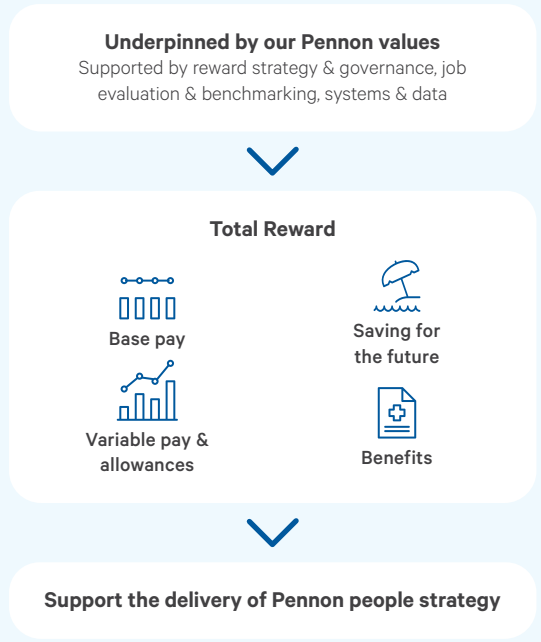 Underpinned by our Pennon values
Supported by reward strategy & governance, job
evaluation & benchmarking, systems & data
Total Reward
Base pay
Saving for
the future
Variable pay &
allowances
Benefits
Support the delivery of Pennon people strategy